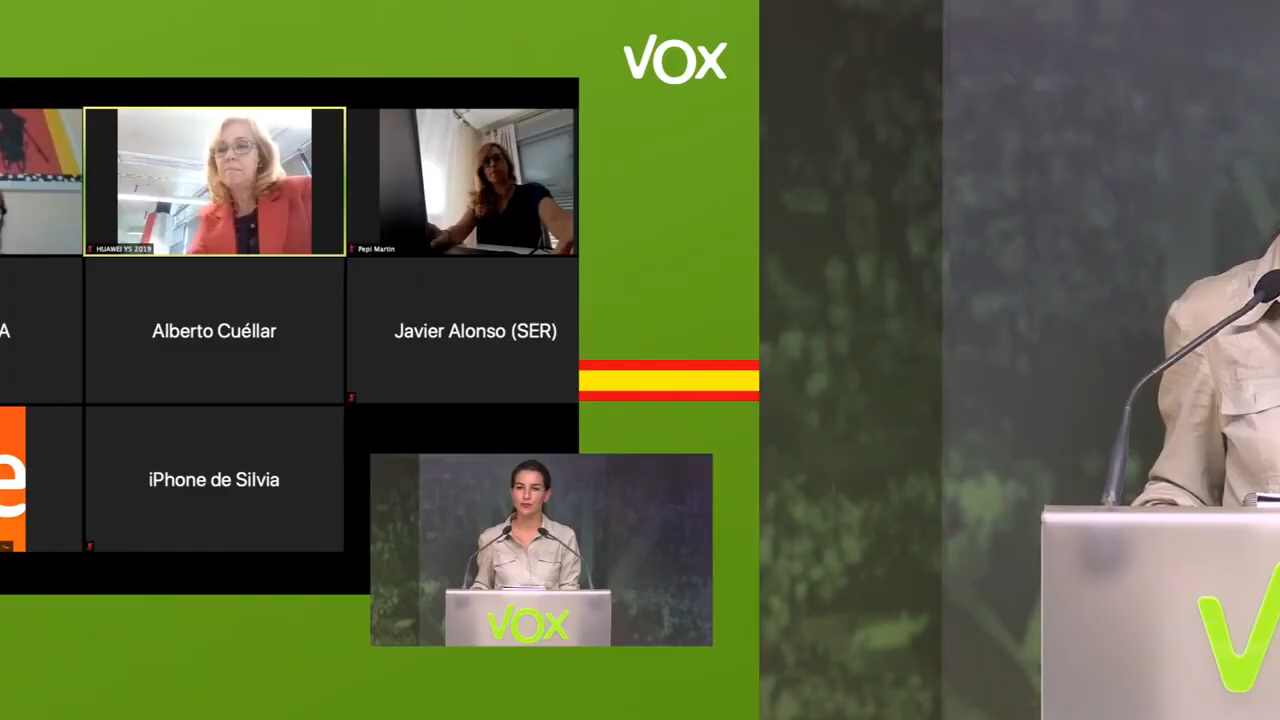 VOX
HUAWEI Y5 2019
Pepi Martin
A
Alberto Cuéllar
Javier Alonso (SER)
e
iPhone de Silvia
VOX
V